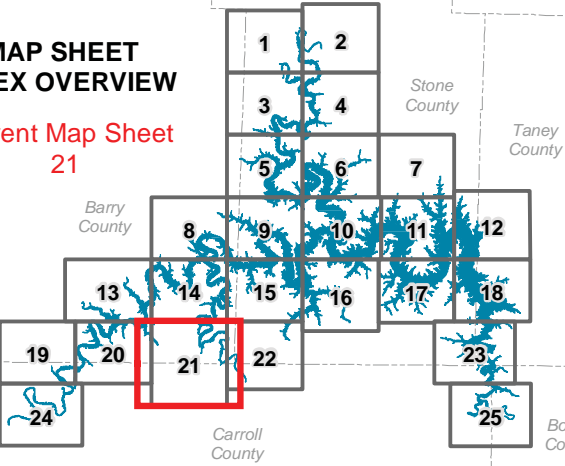 MAP SHEET
EX OVERVIEW
ent Map Sheet
21
1
2
3
4
Stone
County
Taney
County
5
6
7
Barry
County
8
9
10
11
12
13
14
15
16
17
18
19
20
21
22
23
24
25
Carroll
County
Bo
Co